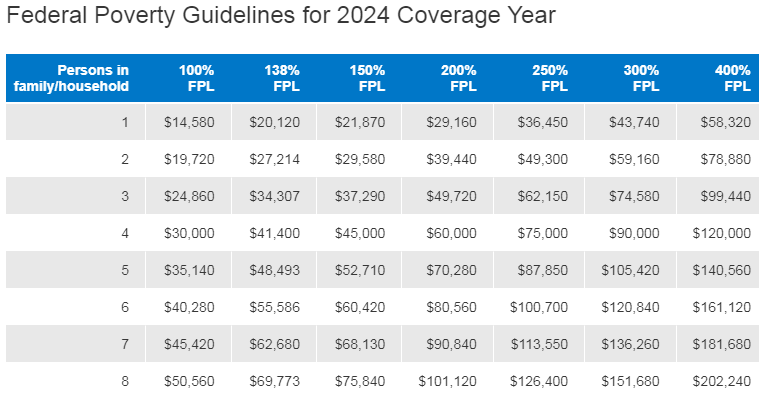 Federal Poverty Guidelines for 2024 Coverage Year
Persons in family/household 100% FPL 138% FPL 150% FPL 200% FPL 250% FPL 300% FPL 400% FPL
1 $14,580 $20,120 $21,870 $29,160 $36,450 $43,740 $58,320
2 $19,720 $27,214 $29,580 $39,440 $49,300 $59,160 $78,880
3 $24,860 $34,307 $37,290 $49,720 $62,150 $74,580 $99,440
4 $30,000 $41,400 $45,000 $60,000 $75,000 $90,000 $120,000
5 $35,140 $48,493 $52,710 $70,280 $87,850 $105,420 $140,560
6 $40,280 $55,586 $60,420 $80,560 $100,700 $120,840 $161,120
7 $45,420 $62,680 $68,130 $90,840 $113,550 $136,260 $181,680
8 $50,560 $69,773 $75,840 $101,120 $126,400 $151,680 $202,240